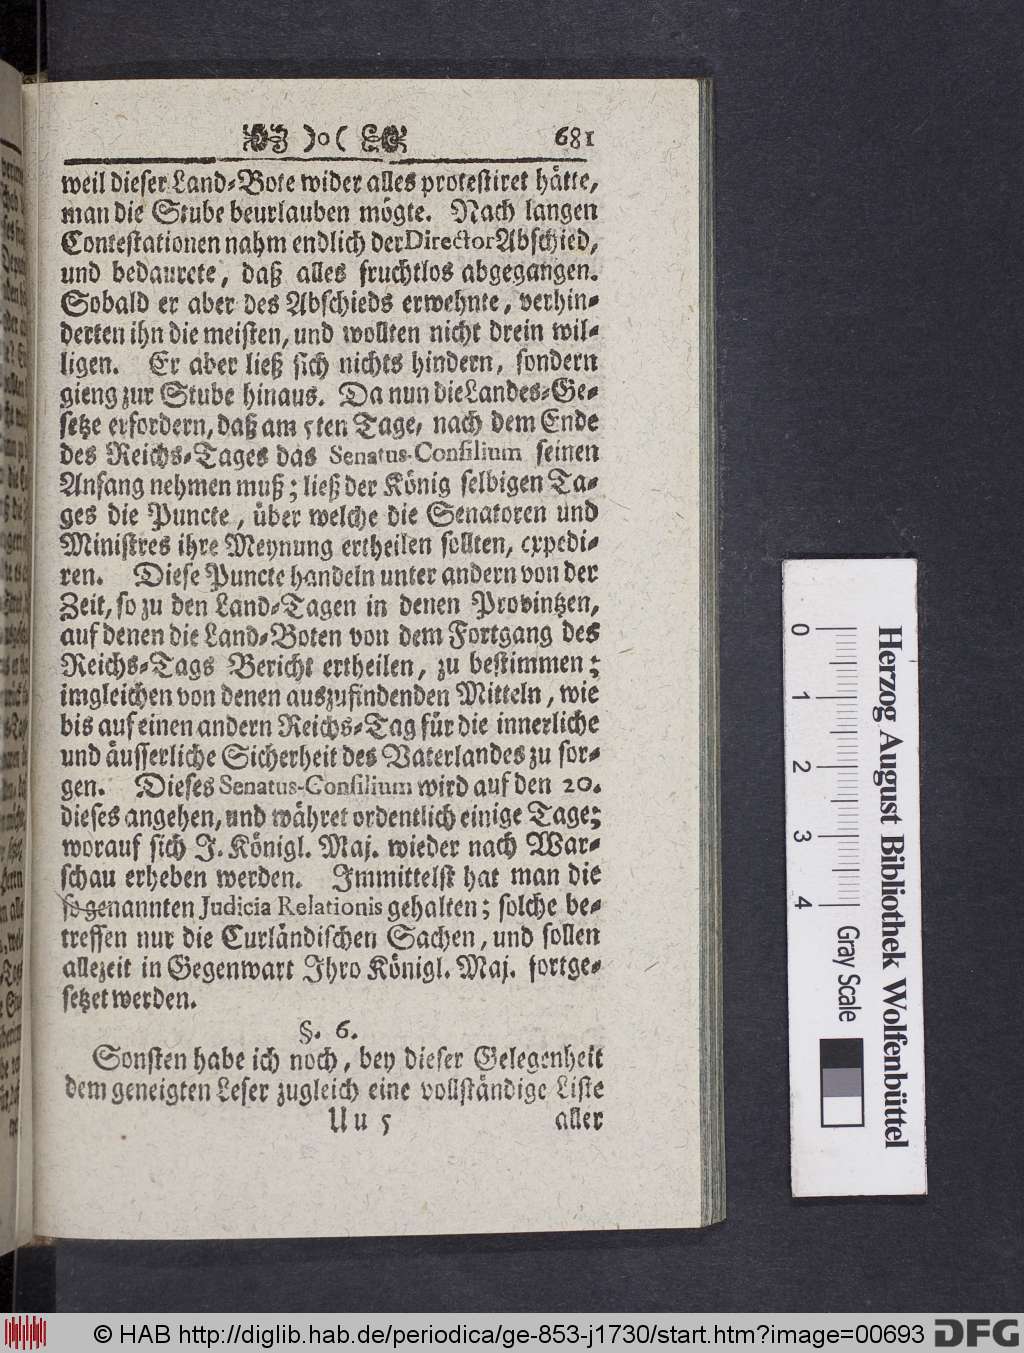 )o( 681
weil dieser Land-Bote wider alles protestiret hätte,
man die Stube beurlauben mögte. Nach langen
Contestationen nahm endlich der Director Abschied,
und bedaurete, daß alles fruchtlos abgegangen.
Sobald er aber des Abschieds erwehnte, verhin-
derten ihn die meisten, und wollten nicht drein wil-
ligen. Er aber ließ sich nichts hindern, sondern
gieng zur Stube hinaus. Da nun die Landes-Ge-
setze erfordern, daß am 5ten Tage, nach dem Ende
des Reichs-Tages das Senatus-Consilium seinen
Anfang nehmen muß; ließ der König selbigen Ta-
ges die Puncte, über welche die Senatoren und
Ministres ihre Meynung ertheilen sollten, expedi-
ren. Diese Puncte handeln unter andern von der
Zeit, so zu den Land-Tagen in denen Provintzen,
auf denen die Land-Boten von dem Fortgang des
Reichs-Tags Bericht ertheilen, zu bestimmen;
imgleichen von denen auszufindenden Mitteln, wie
bis auf einen andern Reichs-Tag für die innerliche
und äusserliche Sicherheit des Vaterlandes zu sor-
gen. Dieses Senatus-Consilium wird auf den 20.
dieses angehen, und währet ordentlich einige Tage;
worauf sich J. Königl. Maj. wieder nach War-
schau erheben werden. Immittelst hat man die
so genannten Judicia Relationis gehalten; solche be-
treffen nur die Curländischen Sachen, und sollen
allezeit in Gegenwart Ihro Königl. Maj. fortge-
setzet werden.
§. 6.
Sonsten habe ich noch, bey dieser Gelegenheit
dem geneigten Leser zugleich eine vollständige Liste
Uu 5 aller
0 1 2 3 4
Gray Scale
Herzog August Bibliothek Wolfenbüttel
© HAB http://diglib.hab.de/periodica/ge-853-j1730/start.htm?image=00693 DFG